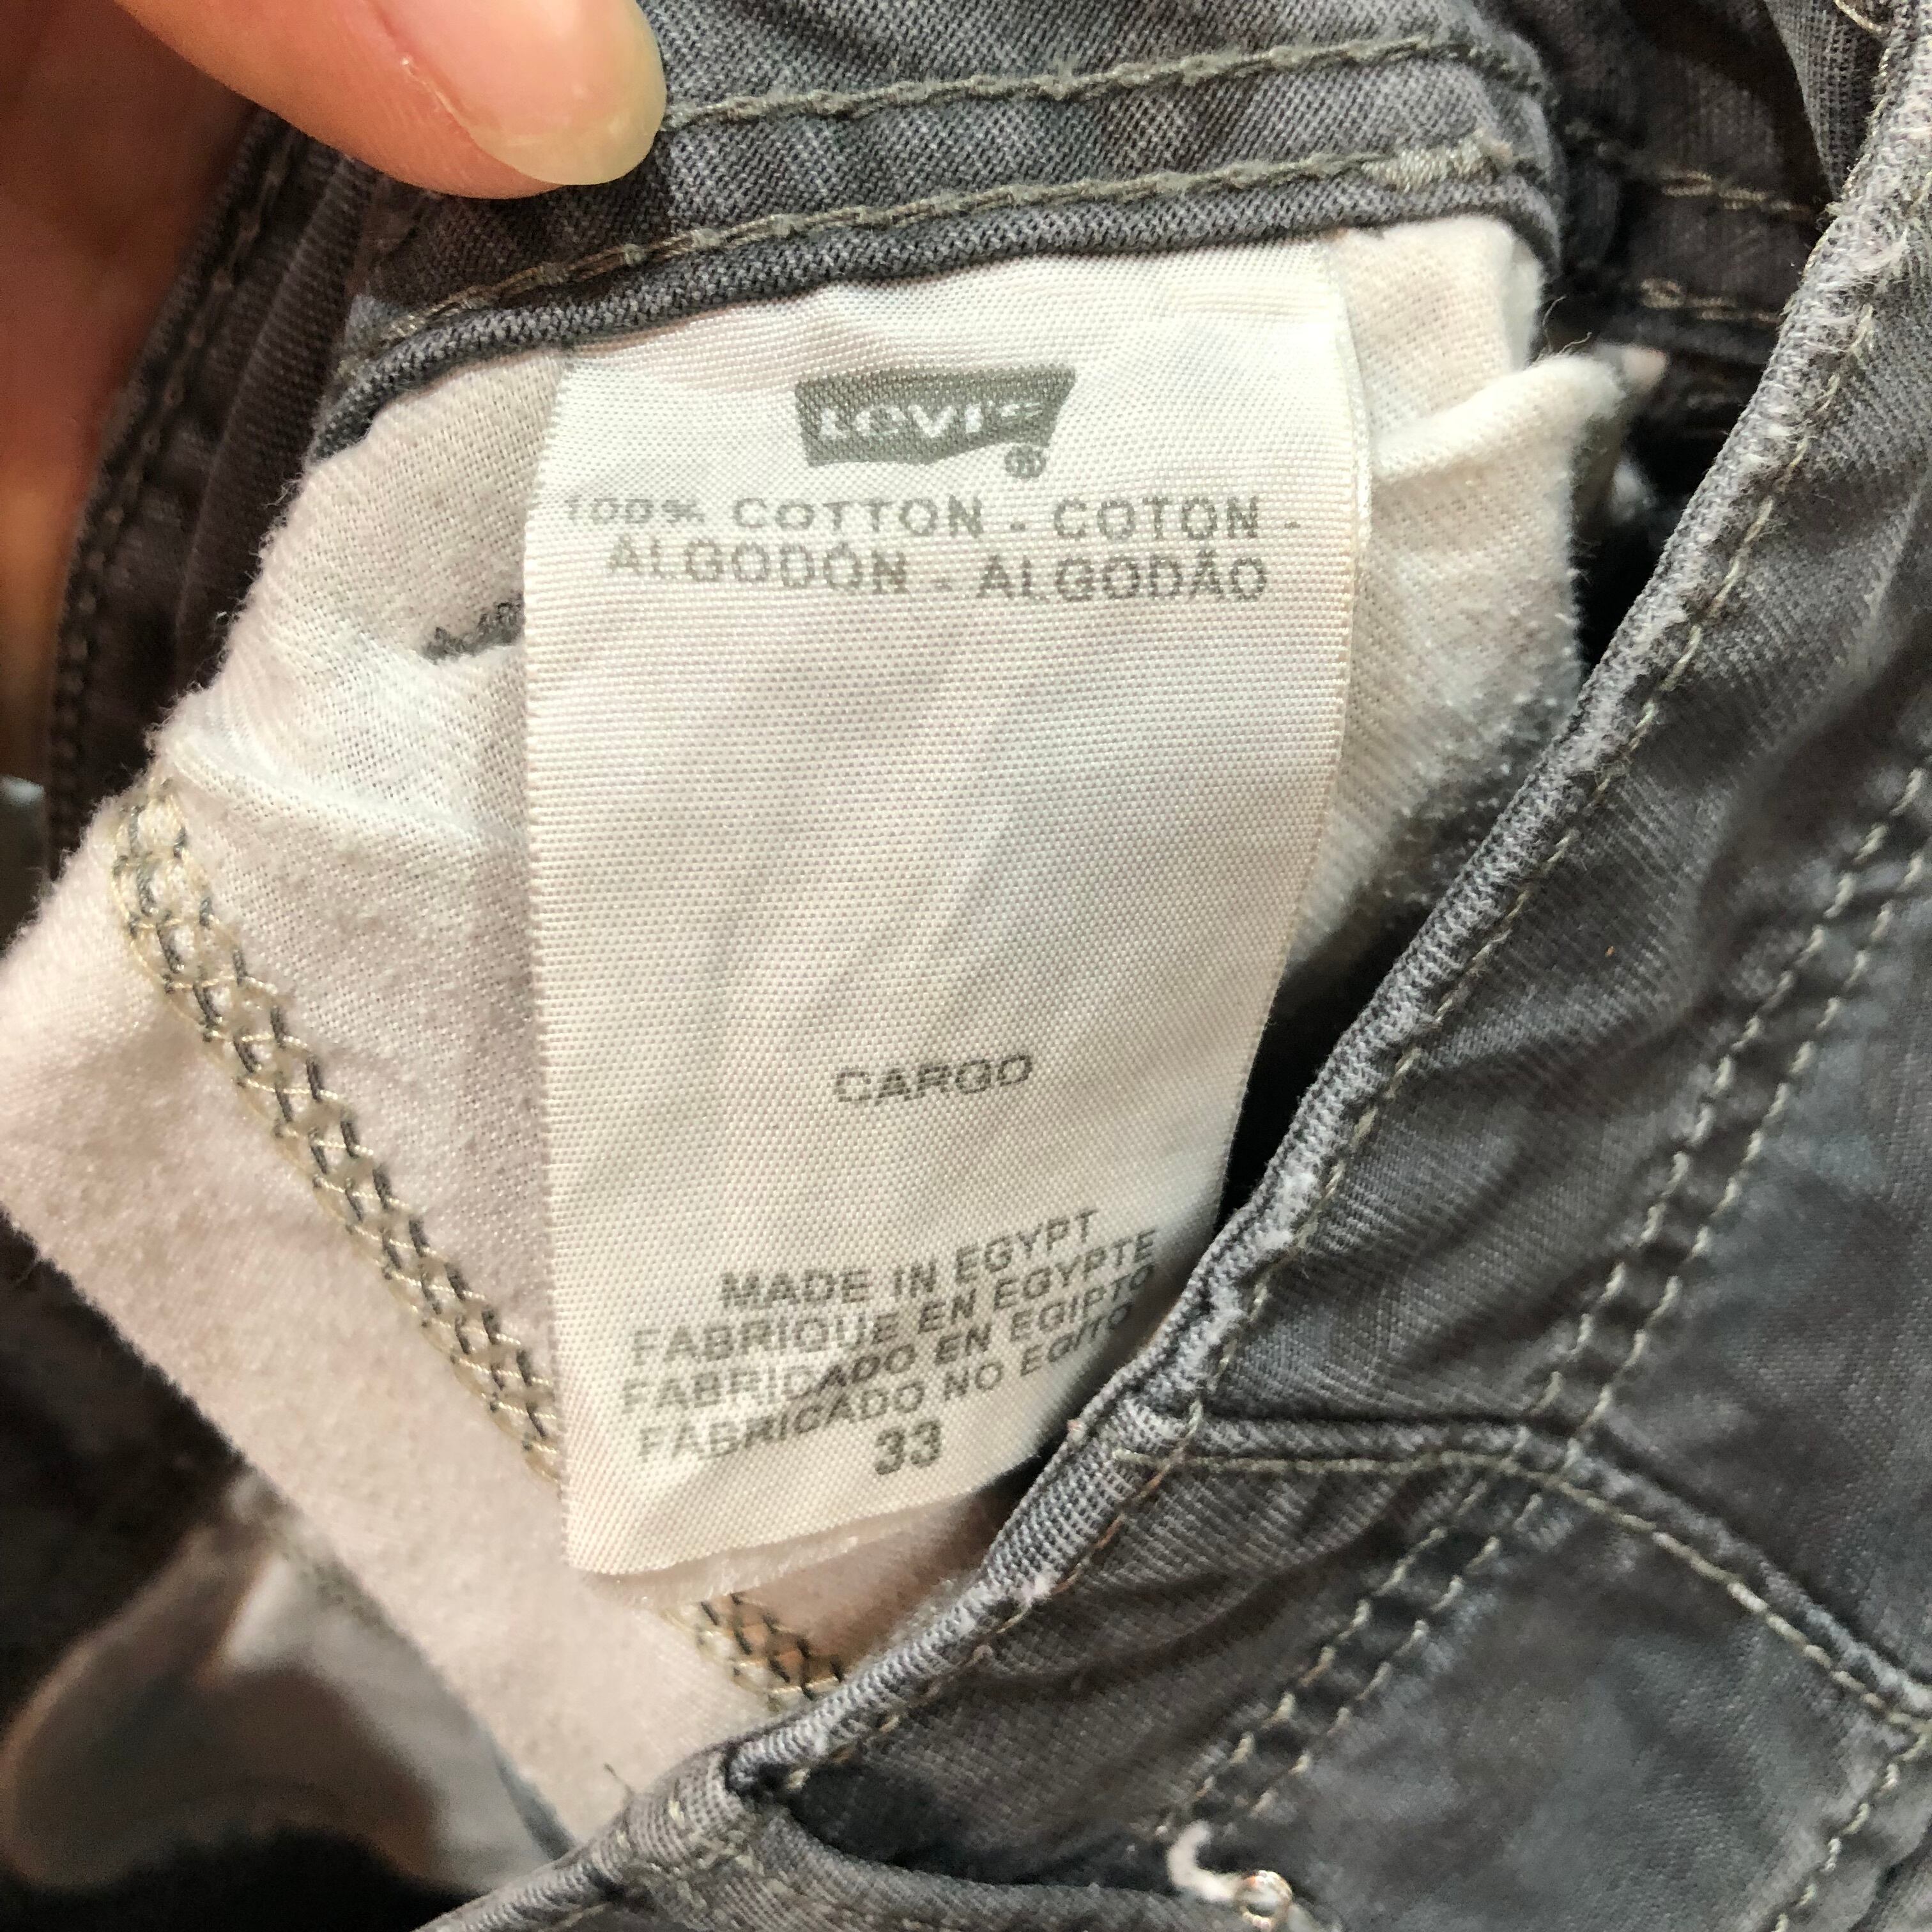 Levi's
®
100% COTTON - COTON -
ALGODÓN - ALGODÃO
CARGO
MADE IN EGYPT
FABRIQUE EN EGYPTE
FABRICADO EN EGIPTO
FABRICADO NO EGITO
33